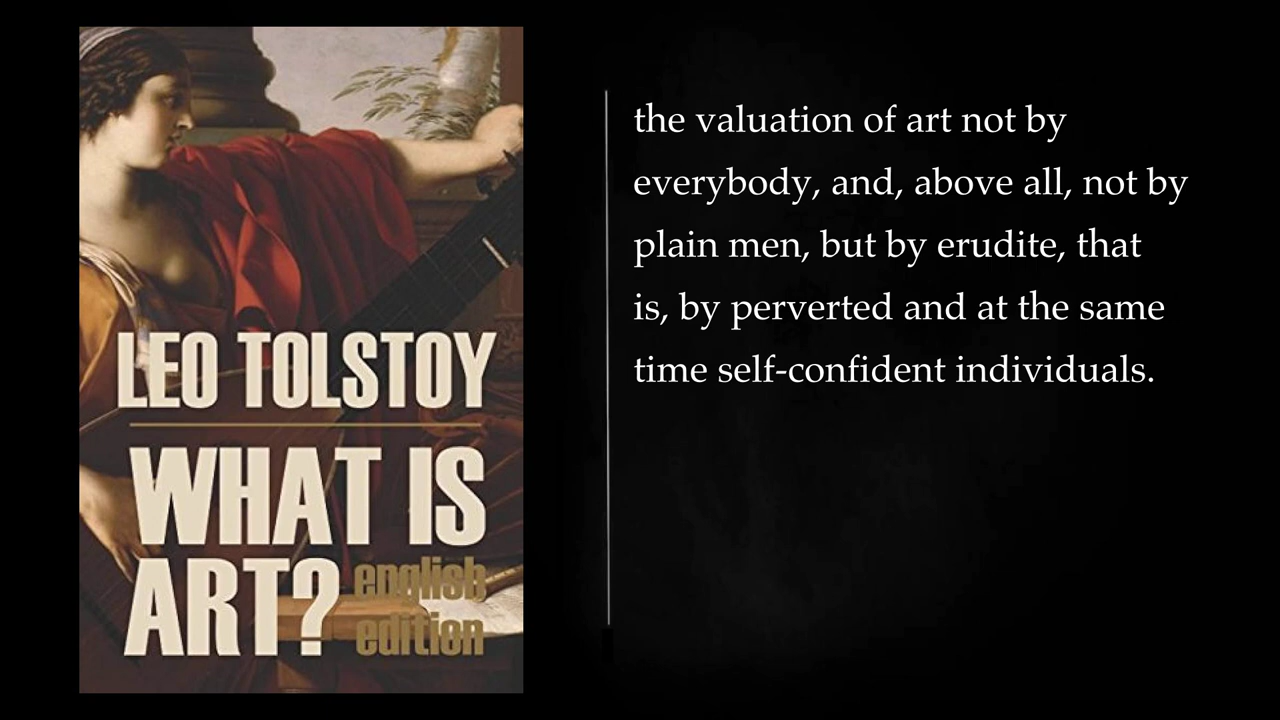 LEO TOLSTOY
WHAT IS
ART?
english
edition
the valuation of art not by
everybody, and, above all, not by
plain men, but by erudite, that
is, by perverted and at the same
time self-confident individuals.